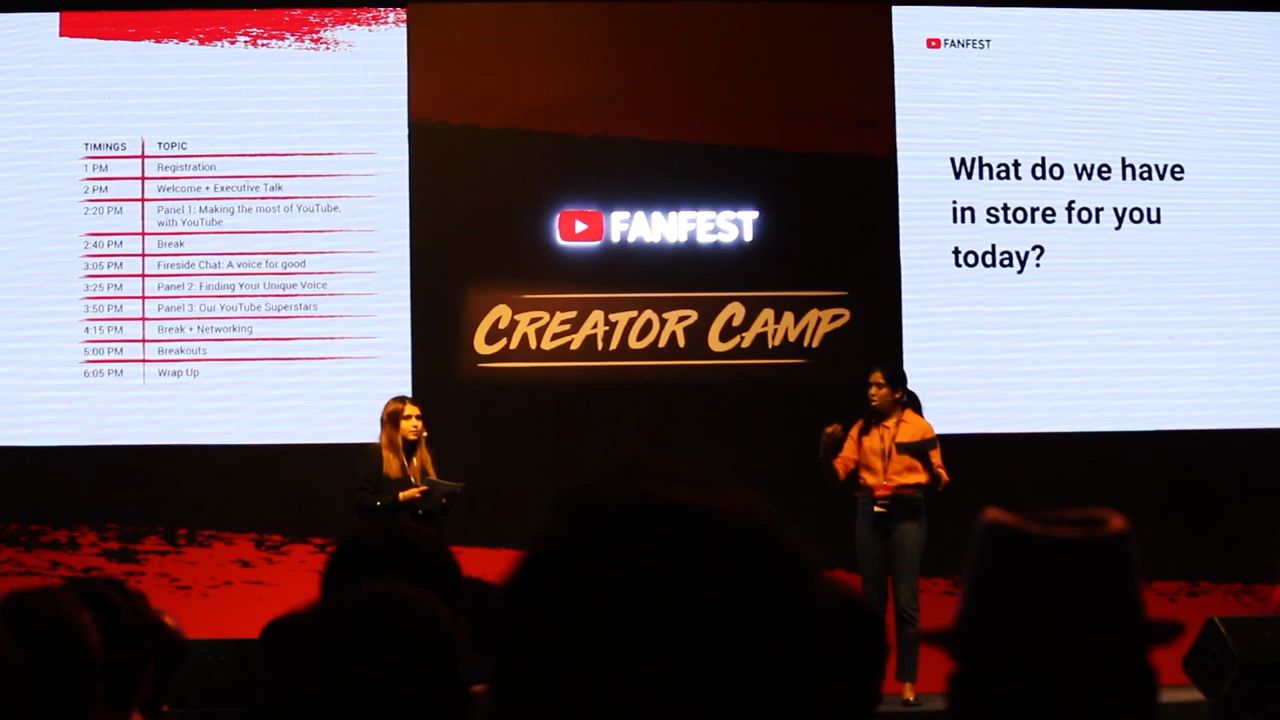 TIMINGS TOPIC
1 PM Registration
2 PM Welcome + Executive Talk
2:20 PM Panel 1: Making the most of YouTube,
with YouTube
2:40 PM Break
3:05 PM Fireside Chat: A voice for good
3:25 PM Panel 2: Finding Your Unique Voice
3:50 PM Panel 3: Our YouTube Superstars
4:15 PM Break + Networking
5:00 PM Breakouts
6:05 PM Wrap Up
FANFEST
CREATOR CAMP
FANFEST
What do we have
in store for you
today?